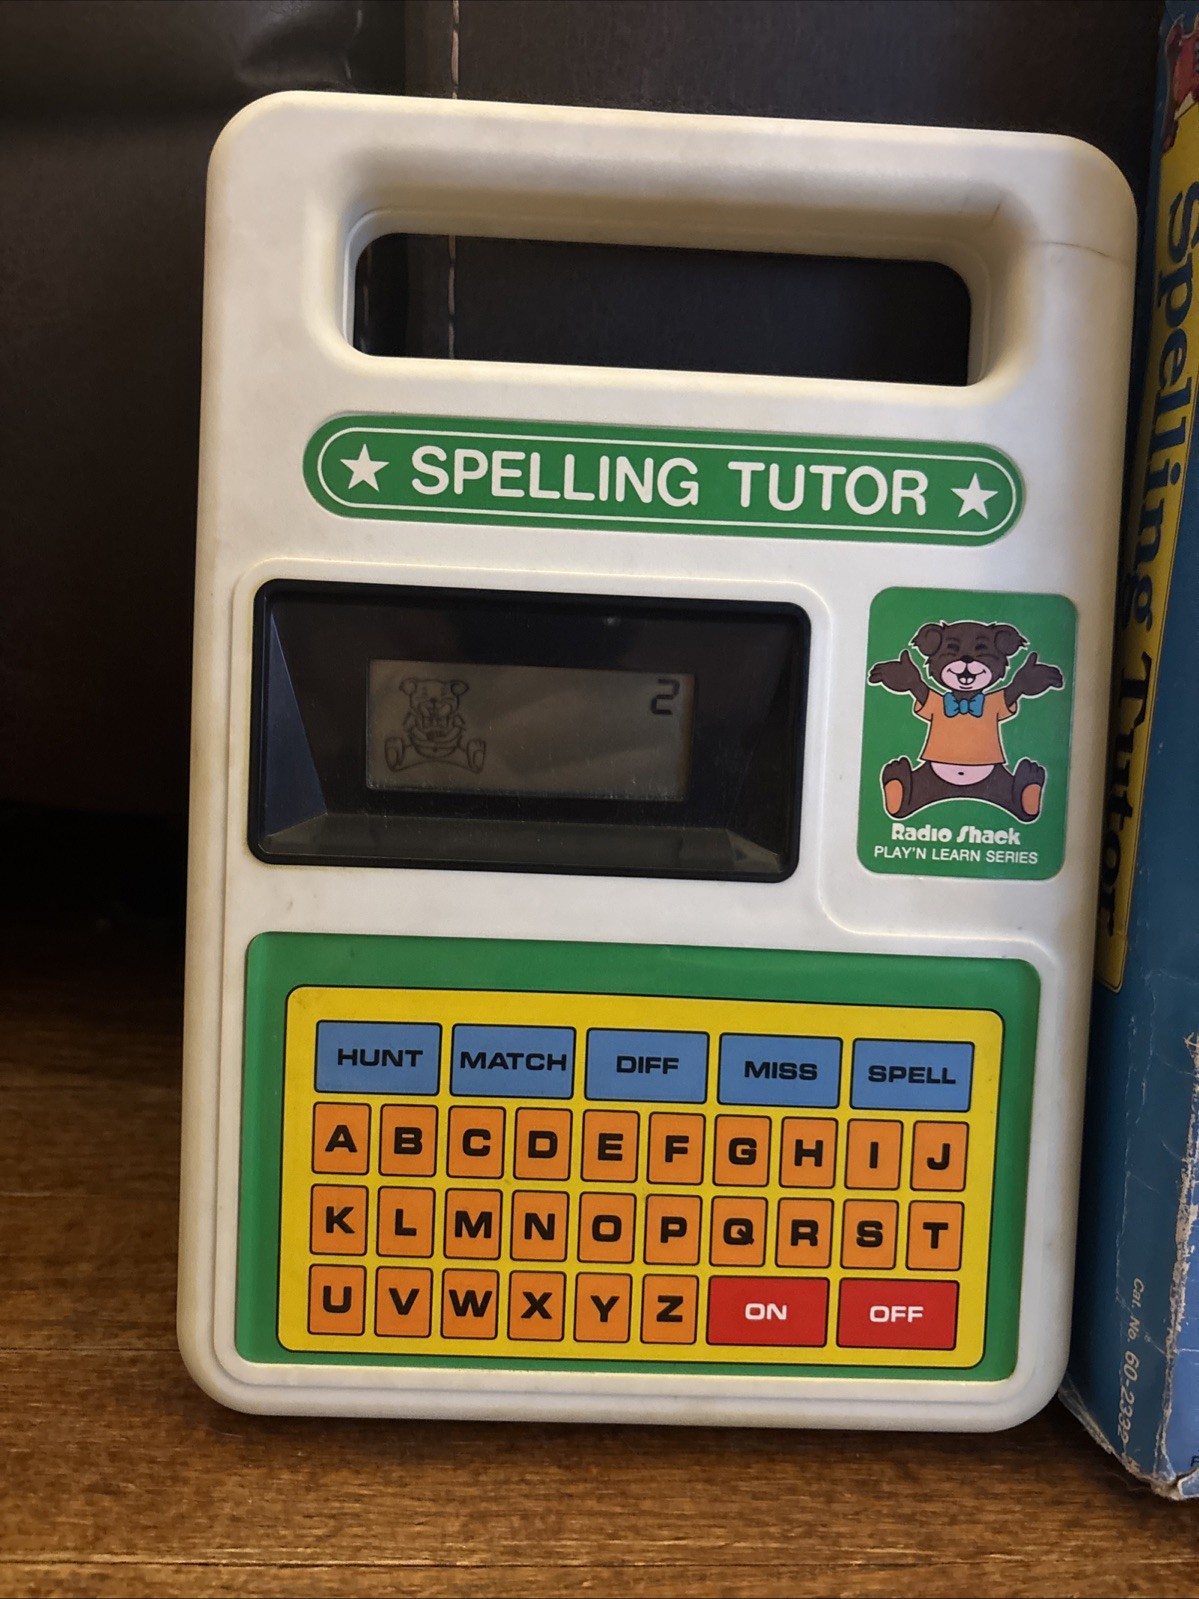 ★ SPELLING TUTOR ★
2
Radio Shack
PLAY'N LEARN SERIES
HUNT MATCH DIFF MISS SPELL
A B C D E F G H I J
K L M N O P Q R S T
U V W X Y Z ON OFF
Spelling Tutor
Cat. No. 60-2332